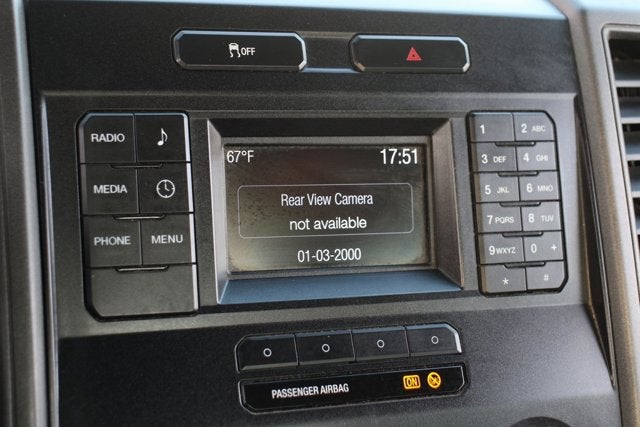 OFF
67°F 17:51
Rear View Camera
not available
01-03-2000
RADIO
MEDIA
PHONE MENU
1 2 ABC
3 DEF 4 GHI
5 JKL 6 MNO
7 PQRS 8 TUV
9 WXYZ 0 +
* #
PASSENGER AIRBAG ON